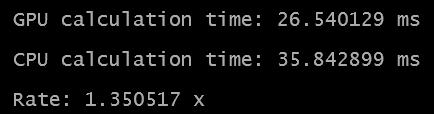 GPU calculation time: 26.540129 ms
CPU calculation time: 35.842899 ms
Rate: 1.350517 x